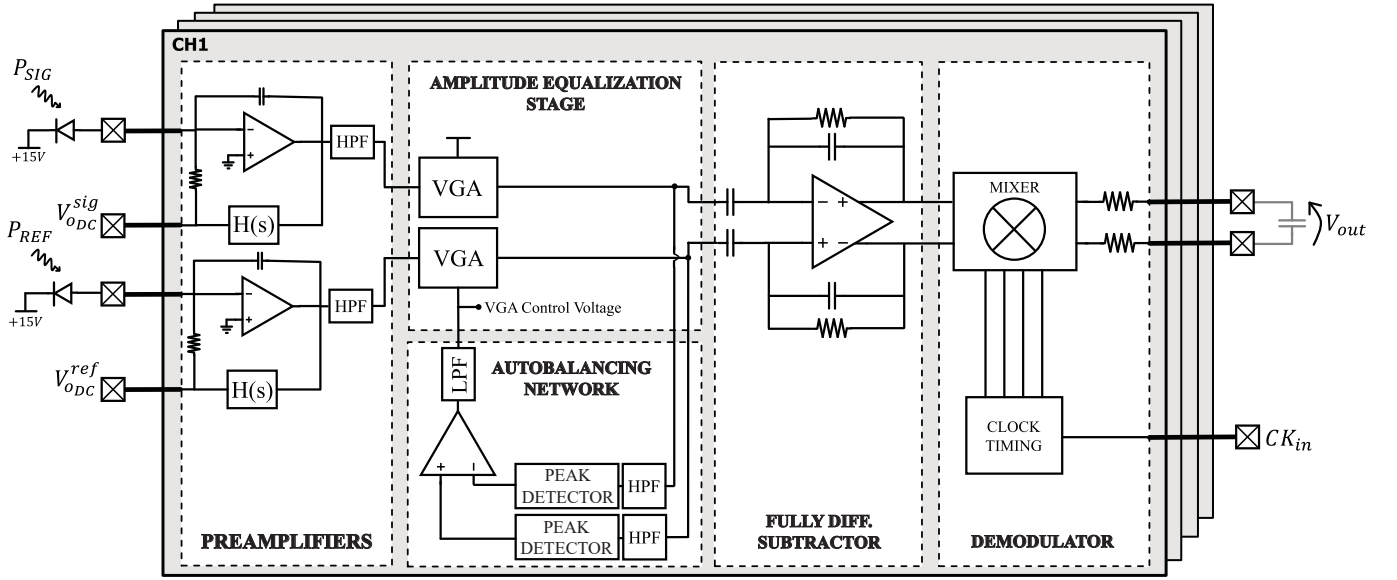 CH1
P_SIG
+15V
V_oDC^sig
P_REF
+15V
V_oDC^ref
−
+
HPF
H(s)
−
+
HPF
H(s)
PREAMPLIFIERS
AMPLITUDE EQUALIZATION
STAGE
VGA
VGA
VGA Control Voltage
AUTOBALANCING
NETWORK
LPF
+ −
PEAK
DETECTOR
HPF
PEAK
DETECTOR
HPF
− +
+ −
FULLY DIFF.
SUBTRACTOR
MIXER
CLOCK
TIMING
DEMODULATOR
V_out
CK_in